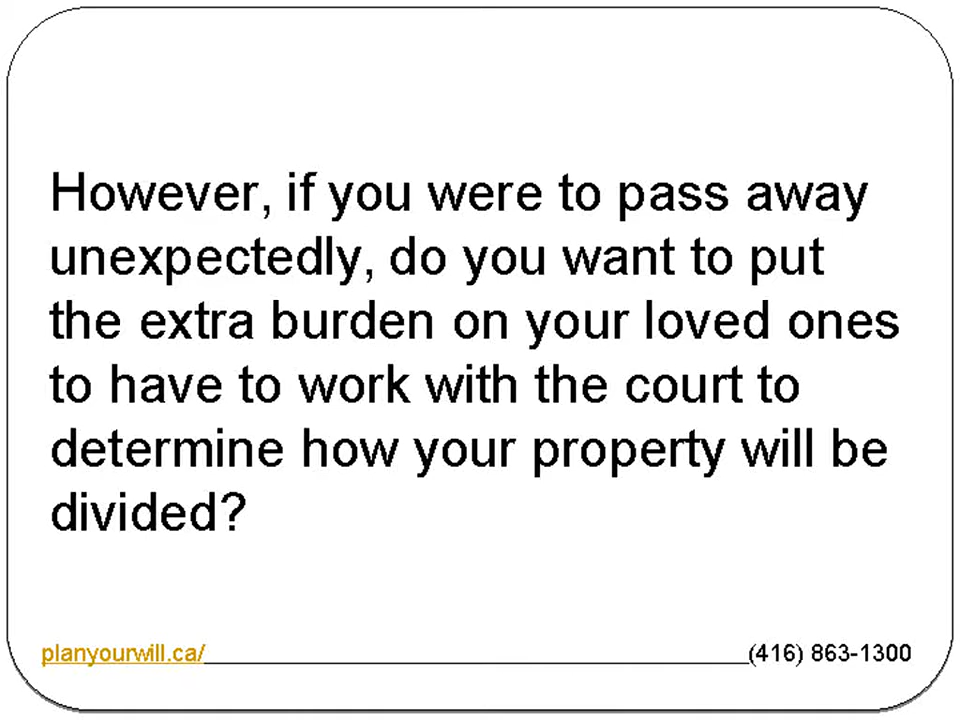 However, if you were to pass away
unexpectedly, do you want to put
the extra burden on your loved ones
to have to work with the court to
determine how your property will be
divided?
planyourwill.ca/ (416) 863-1300